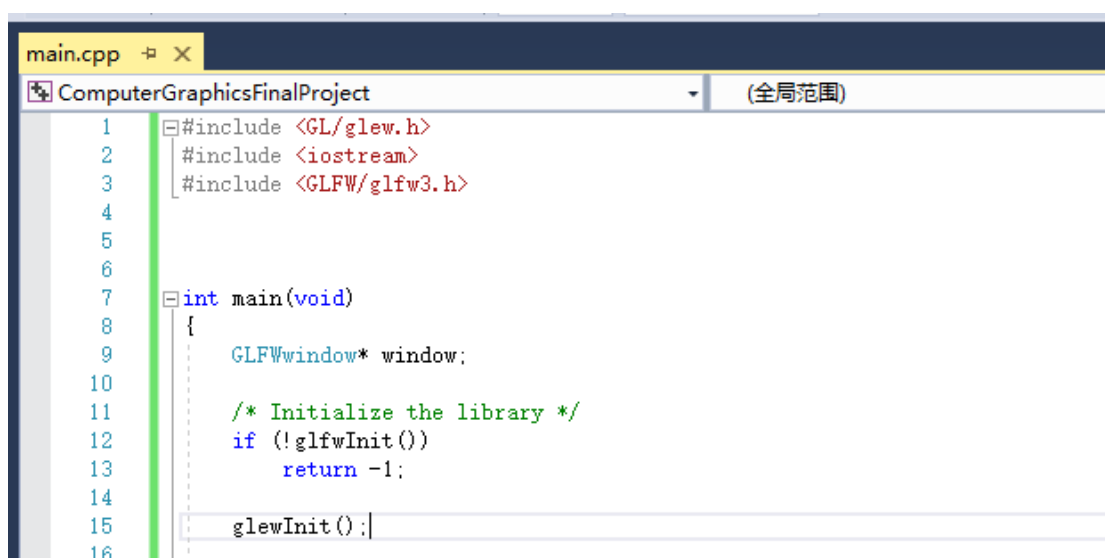 main.cpp
ComputerGraphicsFinalProject (全局范围)
1 #include <GL/glew.h>
2 #include <iostream>
3 #include <GLFW/glfw3.h>
4
5
6
7 int main(void)
8 {
9 GLFWwindow* window;
10
11 /* Initialize the library */
12 if (!glfwInit())
13 return -1;
14
15 glewInit();
16